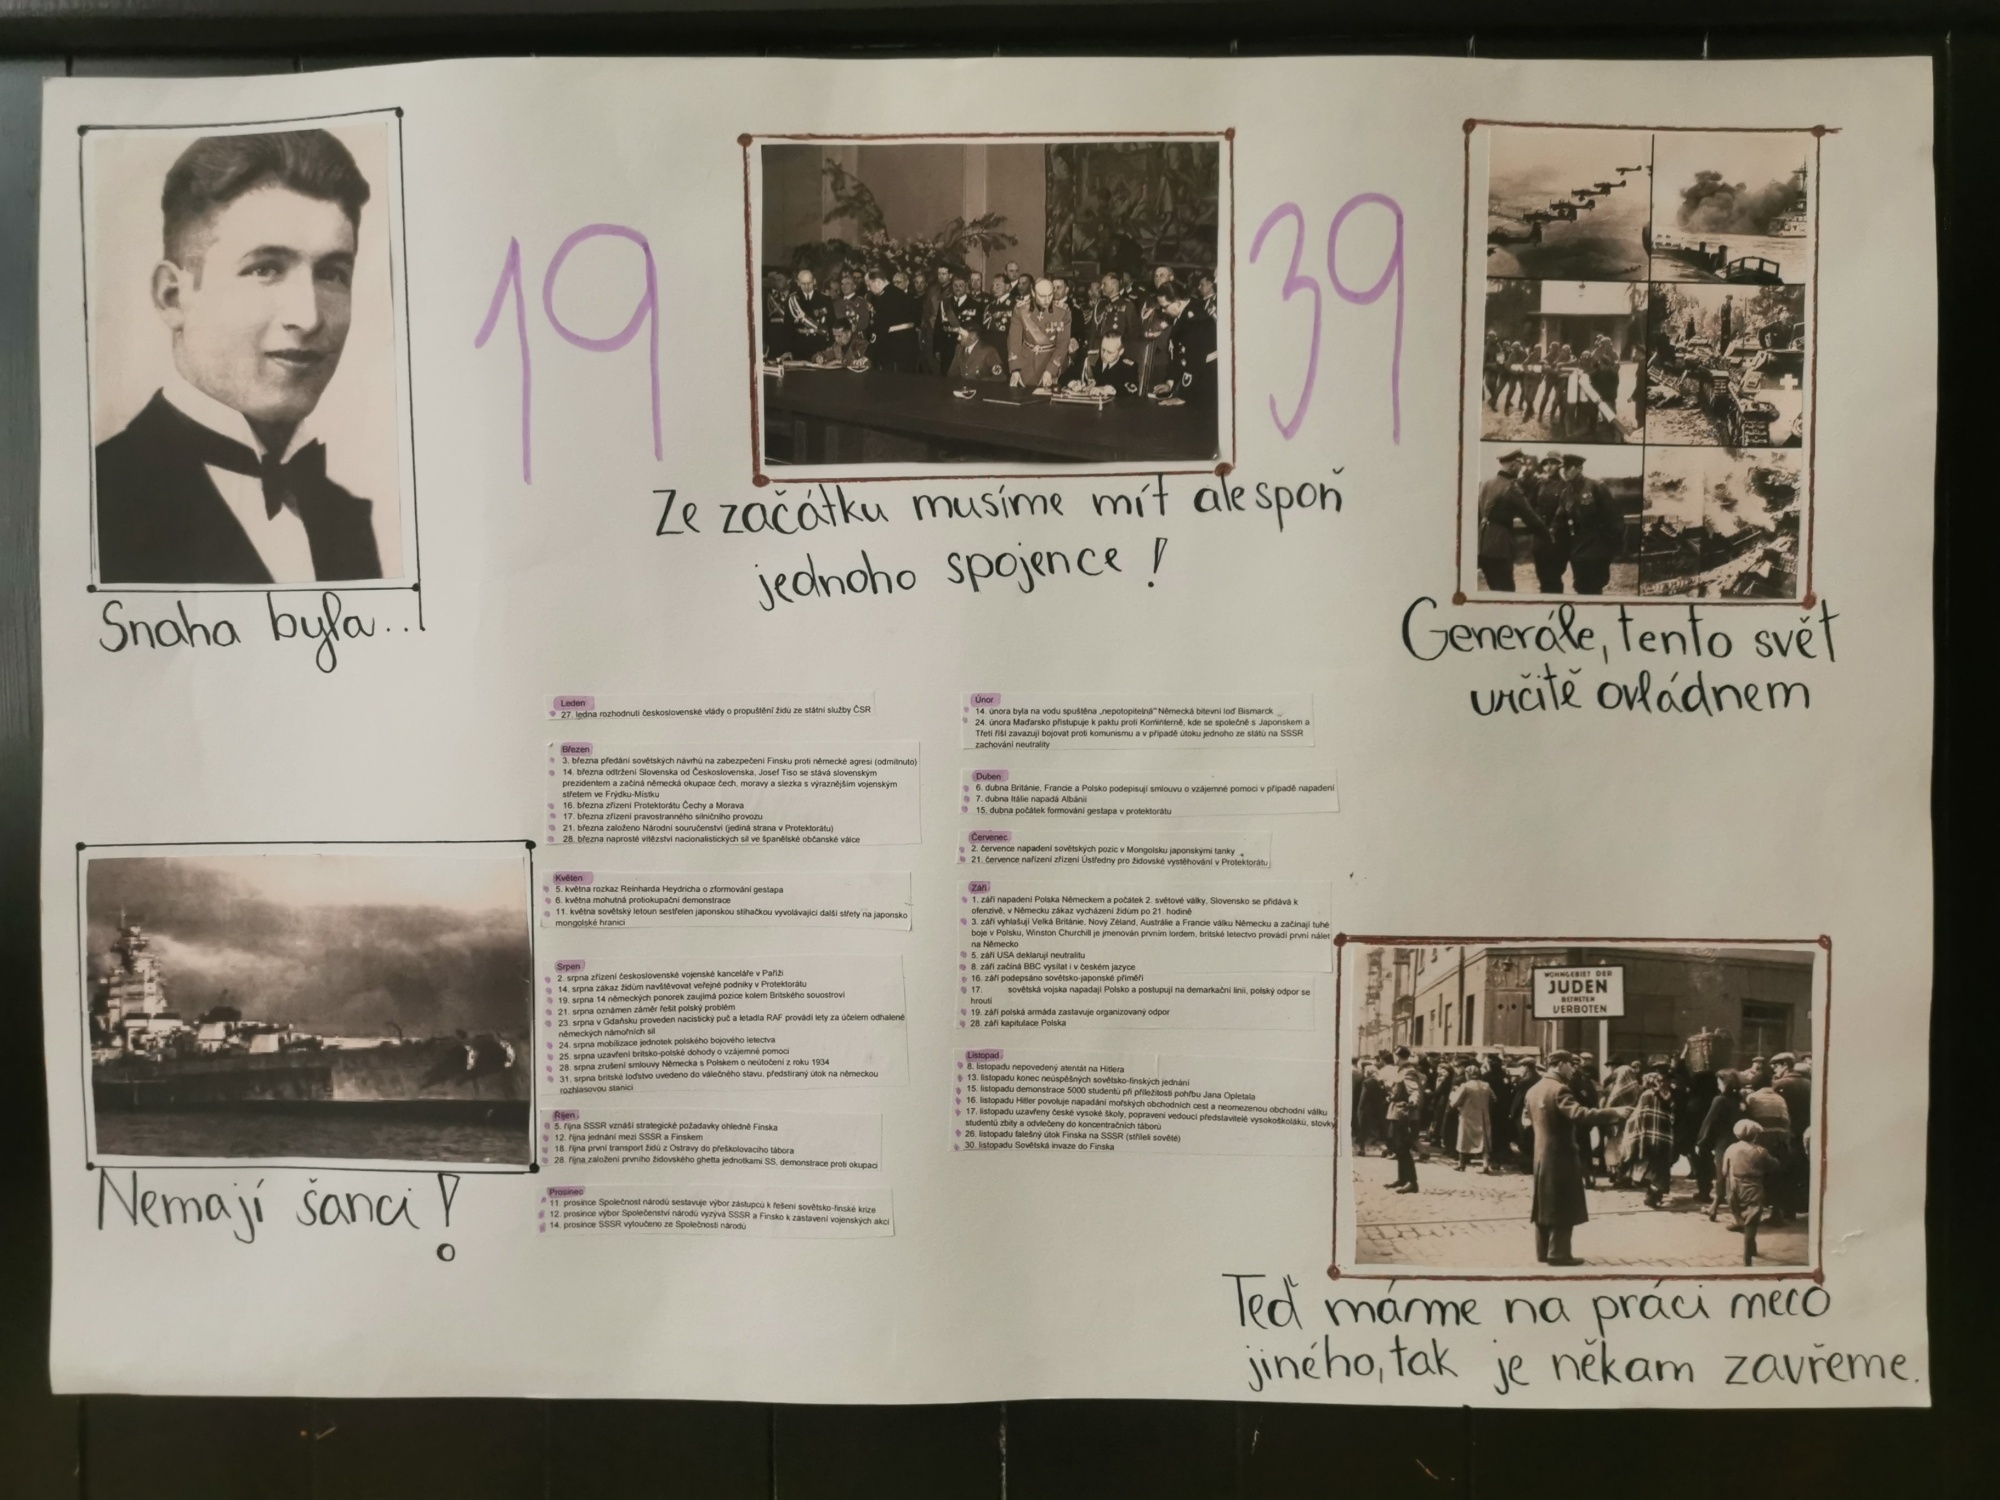 19 39
Snaha byla...
Ze začátku musíme mít alespoň
jednoho spojence!
Generále, tento svět
určitě ovládnem
Leden
27. ledna rozhodnutí československé vlády o propuštění židů ze státní služby ČSR
Únor
14. února byla na vodu spuštěna „nepotopitelná" Německá bitevní loď Bismarck
24. února Maďarsko přistupuje k paktu proti Kominterně, kde se společně s Japonskem a
Třetí říší zavazují bojovat proti komunismu a v případě útoku jednoho ze států na SSSR
zachování neutrality
Březen
3. března předání sovětských návrhů na zabezpečení Finsku proti německé agresi (odmítnuto)
14. března odtržení Slovenska od Československa, Josef Tiso se stává slovenským
prezidentem a začíná německá okupace čech, moravy a slezka s výraznějším vojenským
střetem ve Frýdku-Místku
16. března zřízení Protektorátu Čechy a Morava
17. března zřízení pravostranného silničního provozu
21. března založeno Národní souručenství (jediná strana v Protektorátu)
28. března naprosté vítězství nacionalistických sil ve španělské občanské válce
Duben
6. dubna Británie, Francie a Polsko podepisují smlouvu o vzájemné pomoci v případě napadení
7. dubna Itálie napadá Albánii
15. dubna počátek formování gestapa v protektorátu
Květen
5. května rozkaz Reinharda Heydricha o zformování gestapa
6. května mohutná protiokupační demonstrace
11. května sovětský letoun sestřelen japonskou stíhačkou vyvolávající další střety na japonsko
mongolské hranici
Červenec
2. července napadení sovětských pozic v Mongolsku japonskými tanky
21. července nařízení zřízení Ústředny pro židovské vystěhování v Protektorátu
Srpen
2. srpna zřízení československé vojenské kanceláře v Paříži
14. srpna zákaz židům navštěvovat veřejné podniky v Protektorátu
19. srpna 14 německých ponorek zaujímá pozice kolem Britského souostroví
21. srpna oznámen záměr řešit polský problém
23. srpna v Gdaňsku proveden nacistický puč a letadla RAF provádí lety za účelem odhalené
německých námořních sil
24. srpna mobilizace jednotek polského bojového letectva
25. srpna uzavření britsko-polské dohody o vzájemné pomoci
28. srpna zrušení smlouvy Německa s Polskem o neútočení z roku 1934
31. srpna britské loďstvo uvedeno do válečného stavu, předstíraný útok na německou
rozhlasovou stanici
Září
1. září napadení Polska Německem a počátek 2. světové války, Slovensko se přidává k
ofenzivě, v Německu zákaz vycházení židům po 21. hodině
3. září vyhlašují Velká Británie, Nový Zéland, Austrálie a Francie válku Německu a začínají tuhé
boje v Polsku, Winston Churchill je jmenován prvním lordem, britské letectvo provádí první nálet
na Německo
5. září USA deklarují neutralitu
8. září začíná BBC vysílat i v českém jazyce
16. září podepsáno sovětsko-japonské příměří
17. sovětská vojska napadají Polsko a postupují na demarkační linii, polský odpor se
hroutí
19. září polská armáda zastavuje organizovaný odpor
28. září kapitulace Polska
Říjen
5. října SSSR vznáší strategické požadavky ohledně Finska
12. října jednání mezi SSSR a Finskem
18. října první transport židů z Ostravy do přeškolovacího tábora
28. října založení prvního židovského ghetta jednotkami SS, demonstrace proti okupaci
Listopad
8. listopadu nepovedený atentát na Hitlera
13. listopadu konec neúspěšných sovětsko-finských jednání
15. listopadu demonstrace 5000 studentů při příležitosti pohřbu Jana Opletala
16. listopadu Hitler povoluje napadání mořských obchodních cest a neomezenou obchodní válku
17. listopadu uzavřeny české vysoké školy, popraveni vedoucí představitelé vysokoškoláků, stovky
studentů zbity a odvlečeny do koncentračních táborů
26. listopadu falešný útok Finska na SSSR (stříleli sověté)
30. listopadu Sovětská invaze do Finska
Prosinec
11. prosince Společnost národů sestavuje výbor zástupců k řešení sovětsko-finské krize
12. prosince výbor Společenství národů vyzývá SSSR a Finsko k zastavení vojenských akcí
14. prosince SSSR vyloučeno ze Společnosti národů
Nemají šanci!
WOHNGEBIET DER
JUDEN
BETRETEN
VERBOTEN
Teď máme na práci něco
jiného, tak je někam zavřeme.